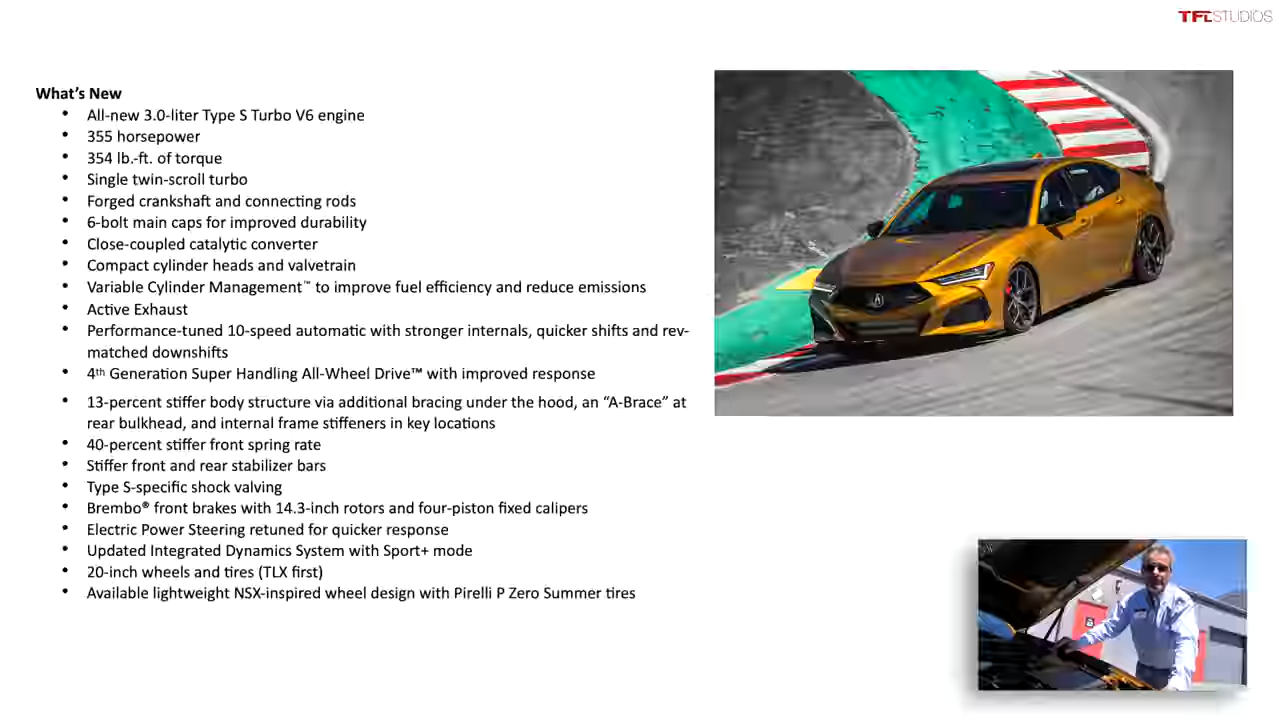 TFLSTUDIOS
What's New
• All-new 3.0-liter Type S Turbo V6 engine
• 355 horsepower
• 354 lb.-ft. of torque
• Single twin-scroll turbo
• Forged crankshaft and connecting rods
• 6-bolt main caps for improved durability
• Close-coupled catalytic converter
• Compact cylinder heads and valvetrain
• Variable Cylinder Management™ to improve fuel efficiency and reduce emissions
• Active Exhaust
• Performance-tuned 10-speed automatic with stronger internals, quicker shifts and rev-
matched downshifts
• 4th Generation Super Handling All-Wheel Drive™ with improved response
• 13-percent stiffer body structure via additional bracing under the hood, an “A-Brace” at
rear bulkhead, and internal frame stiffeners in key locations
• 40-percent stiffer front spring rate
• Stiffer front and rear stabilizer bars
• Type S-specific shock valving
• Brembo® front brakes with 14.3-inch rotors and four-piston fixed calipers
• Electric Power Steering retuned for quicker response
• Updated Integrated Dynamics System with Sport+ mode
• 20-inch wheels and tires (TLX first)
• Available lightweight NSX-inspired wheel design with Pirelli P Zero Summer tires